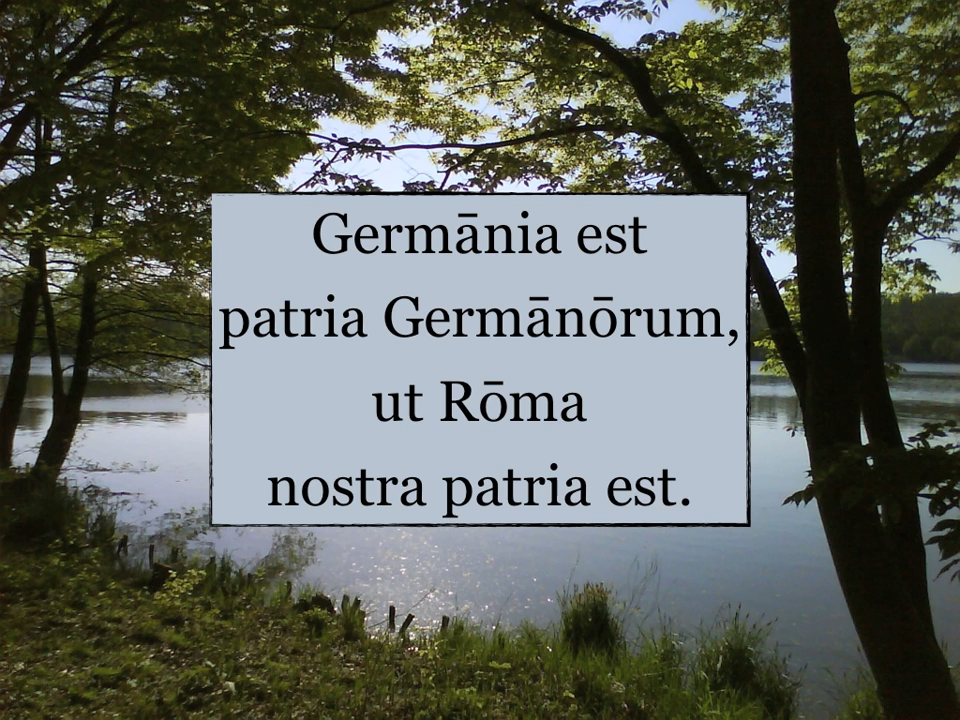 Germānia est
patria Germānōrum,
ut Rōma
nostra patria est.